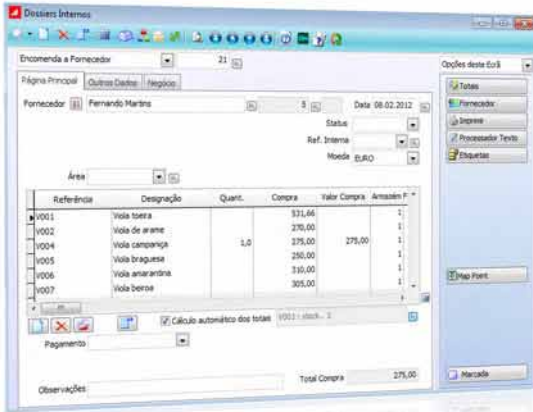 Dossiers Internos
Encomenda a Fornecedor 21
Opções deste Ecrã
Página Principal Outros Dados Negócio
Totais
Fornecedor Fernando Martins 5 Data 08.02.2012
Fornecedor
Status
Imprime
Ref. Interna
Processador Texto
Moeda EURO
Etiquetas
Área
Referência Designação Quant. Compra Valor Compra Armazém F
V001 Viola toeira 531,66 1
V002 Viola de arame 270,00 1
V004 Viola campaniça 1,0 275,00 275,00 1
V005 Viola braguesa 250,00 1
V006 Viola amarantina 310,00 1
V007 Viola beiroa 305,00 1
Map Point
Cálculo automático dos totais V001 : stock..
Pagamento
Total Compra 275,00
Marcada
Observações